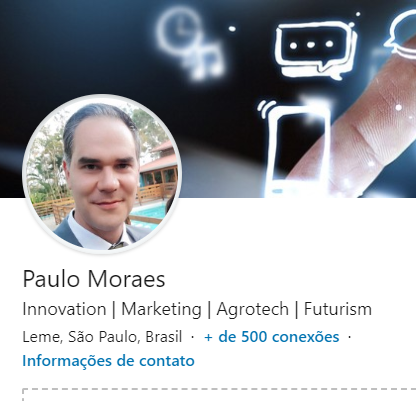 Paulo Moraes
Innovation | Marketing | Agrotech | Futurism
Leme, São Paulo, Brasil · + de 500 conexões ·
Informações de contato